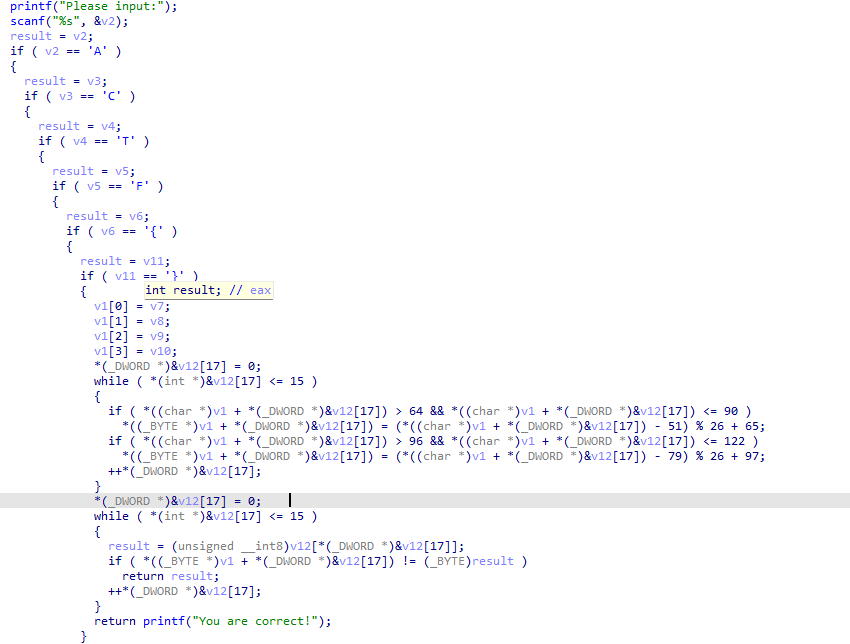 printf("Please input:");
scanf("%s", &v2);
result = v2;
if ( v2 == 'A' )
{
result = v3;
if ( v3 == 'C' )
{
result = v4;
if ( v4 == 'T' )
{
result = v5;
if ( v5 == 'F' )
{
result = v6;
if ( v6 == '{' )
{
result = v11;
if ( v11 == '}' )
{
int result; // eax
v1[0] = v7;
v1[1] = v8;
v1[2] = v9;
v1[3] = v10;
*(_DWORD *)&v12[17] = 0;
while ( *(int *)&v12[17] <= 15 )
{
if ( *((char *)v1 + *(_DWORD *)&v12[17]) > 64 && *((char *)v1 + *(_DWORD *)&v12[17]) <= 90 )
*((_BYTE *)v1 + *(_DWORD *)&v12[17]) = (*((char *)v1 + *(_DWORD *)&v12[17]) - 51) % 26 + 65;
if ( *((char *)v1 + *(_DWORD *)&v12[17]) > 96 && *((char *)v1 + *(_DWORD *)&v12[17]) <= 122 )
*((_BYTE *)v1 + *(_DWORD *)&v12[17]) = (*((char *)v1 + *(_DWORD *)&v12[17]) - 79) % 26 + 97;
++*(_DWORD *)&v12[17];
}
*(_DWORD *)&v12[17] = 0;
while ( *(int *)&v12[17] <= 15 )
{
result = (unsigned __int8)v12[*(_DWORD *)&v12[17]];
if ( *((_BYTE *)v1 + *(_DWORD *)&v12[17]) != (_BYTE)result )
return result;
++*(_DWORD *)&v12[17];
}
return printf("You are correct!");
}